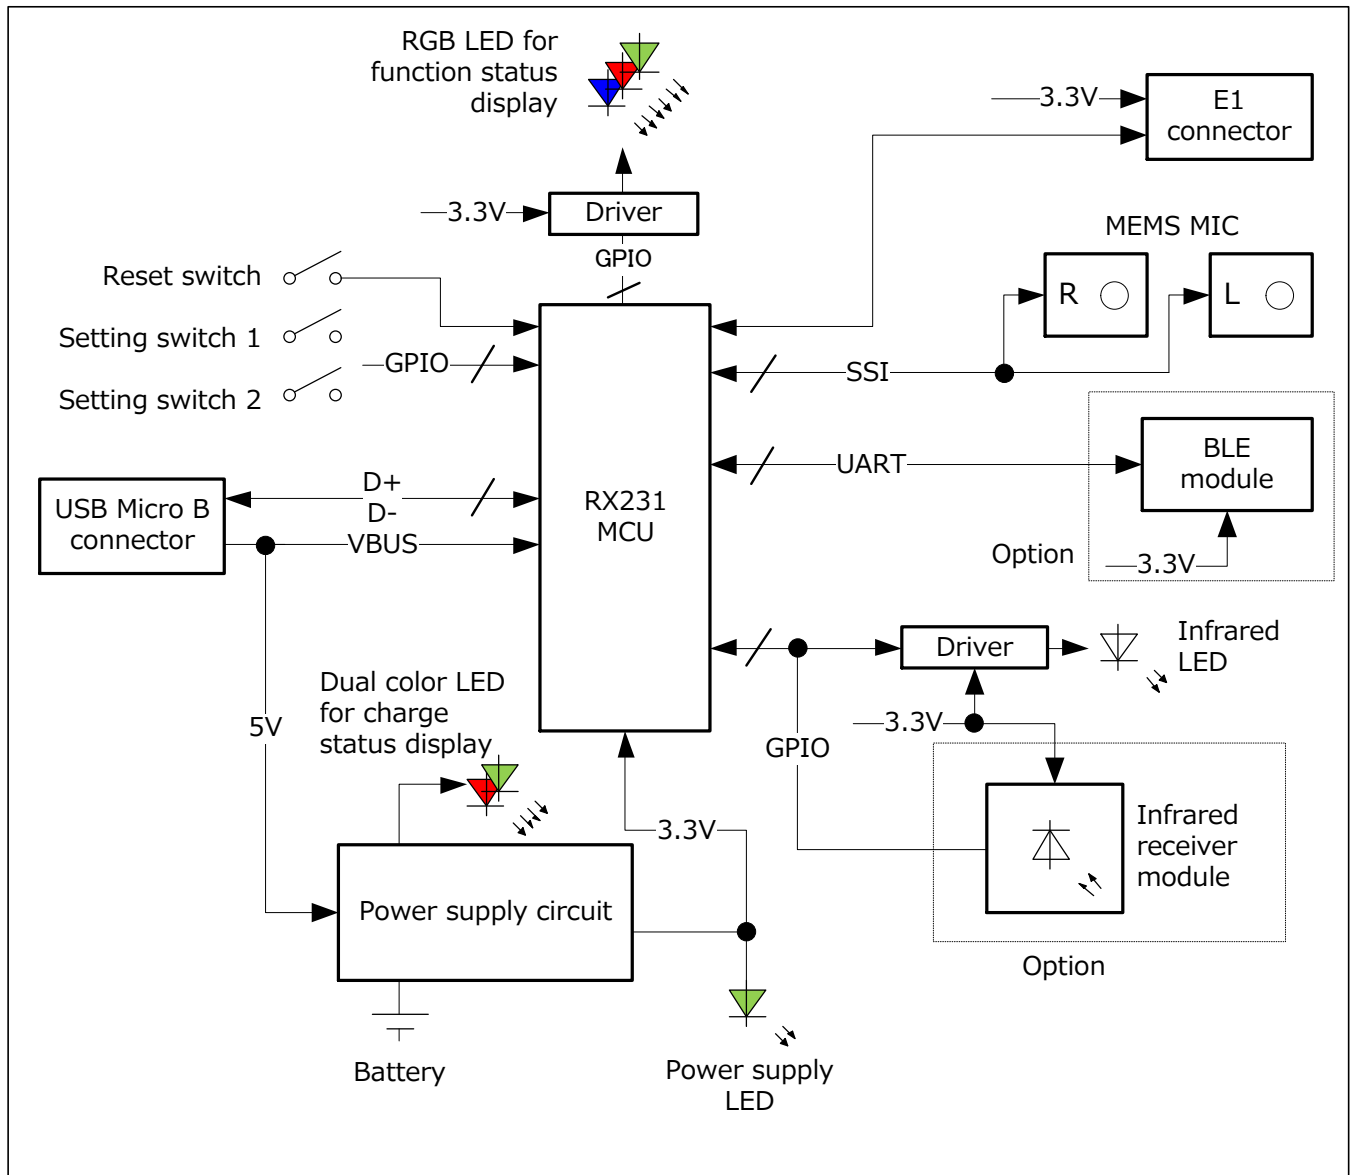 RGB LED for
function status
display
3.3V
E1
connector
3.3V
Driver
GPIO
MEMS MIC
R
L
Reset switch
Setting switch 1
GPIO
Setting switch 2
SSI
BLE
module
UART
3.3V
Option
RX231
MCU
USB Micro B
connector
D+
D-
VBUS
5V
Driver
Infrared
LED
3.3V
GPIO
Dual color LED
for charge
status display
3.3V
Infrared
receiver
module
Option
Power supply circuit
Battery
Power supply
LED